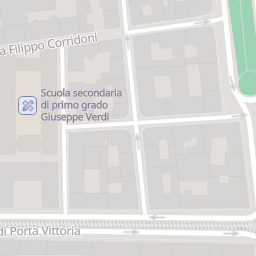 a Filippo Corridoni
Scuola secondaria
di primo grado
Giuseppe Verdi
di Porta Vittoria